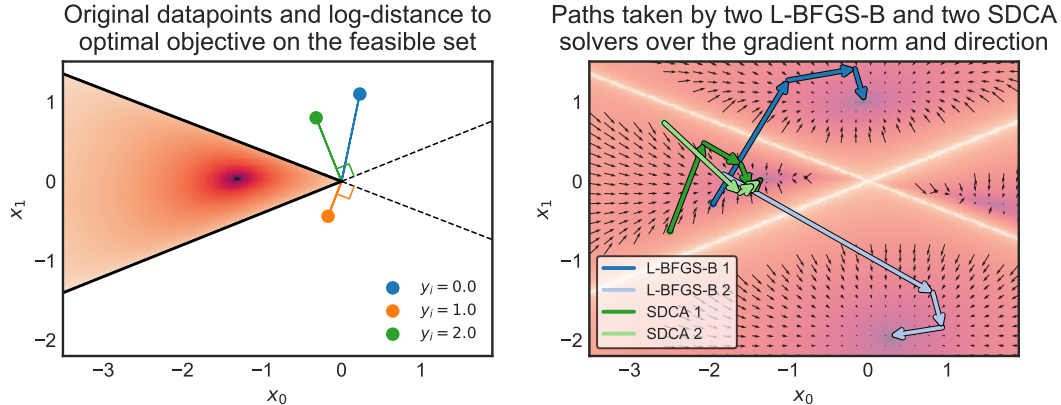 Original datapoints and log-distance to
optimal objective on the feasible set
1
0
−1
−2
x₁
−3
−2
−1
0
1
x₀
yᵢ = 0.0
yᵢ = 1.0
yᵢ = 2.0
Paths taken by two L-BFGS-B and two SDCA
solvers over the gradient norm and direction
1
0
−1
−2
x₁
−3
−2
−1
0
1
x₀
L-BFGS-B 1
L-BFGS-B 2
SDCA 1
SDCA 2